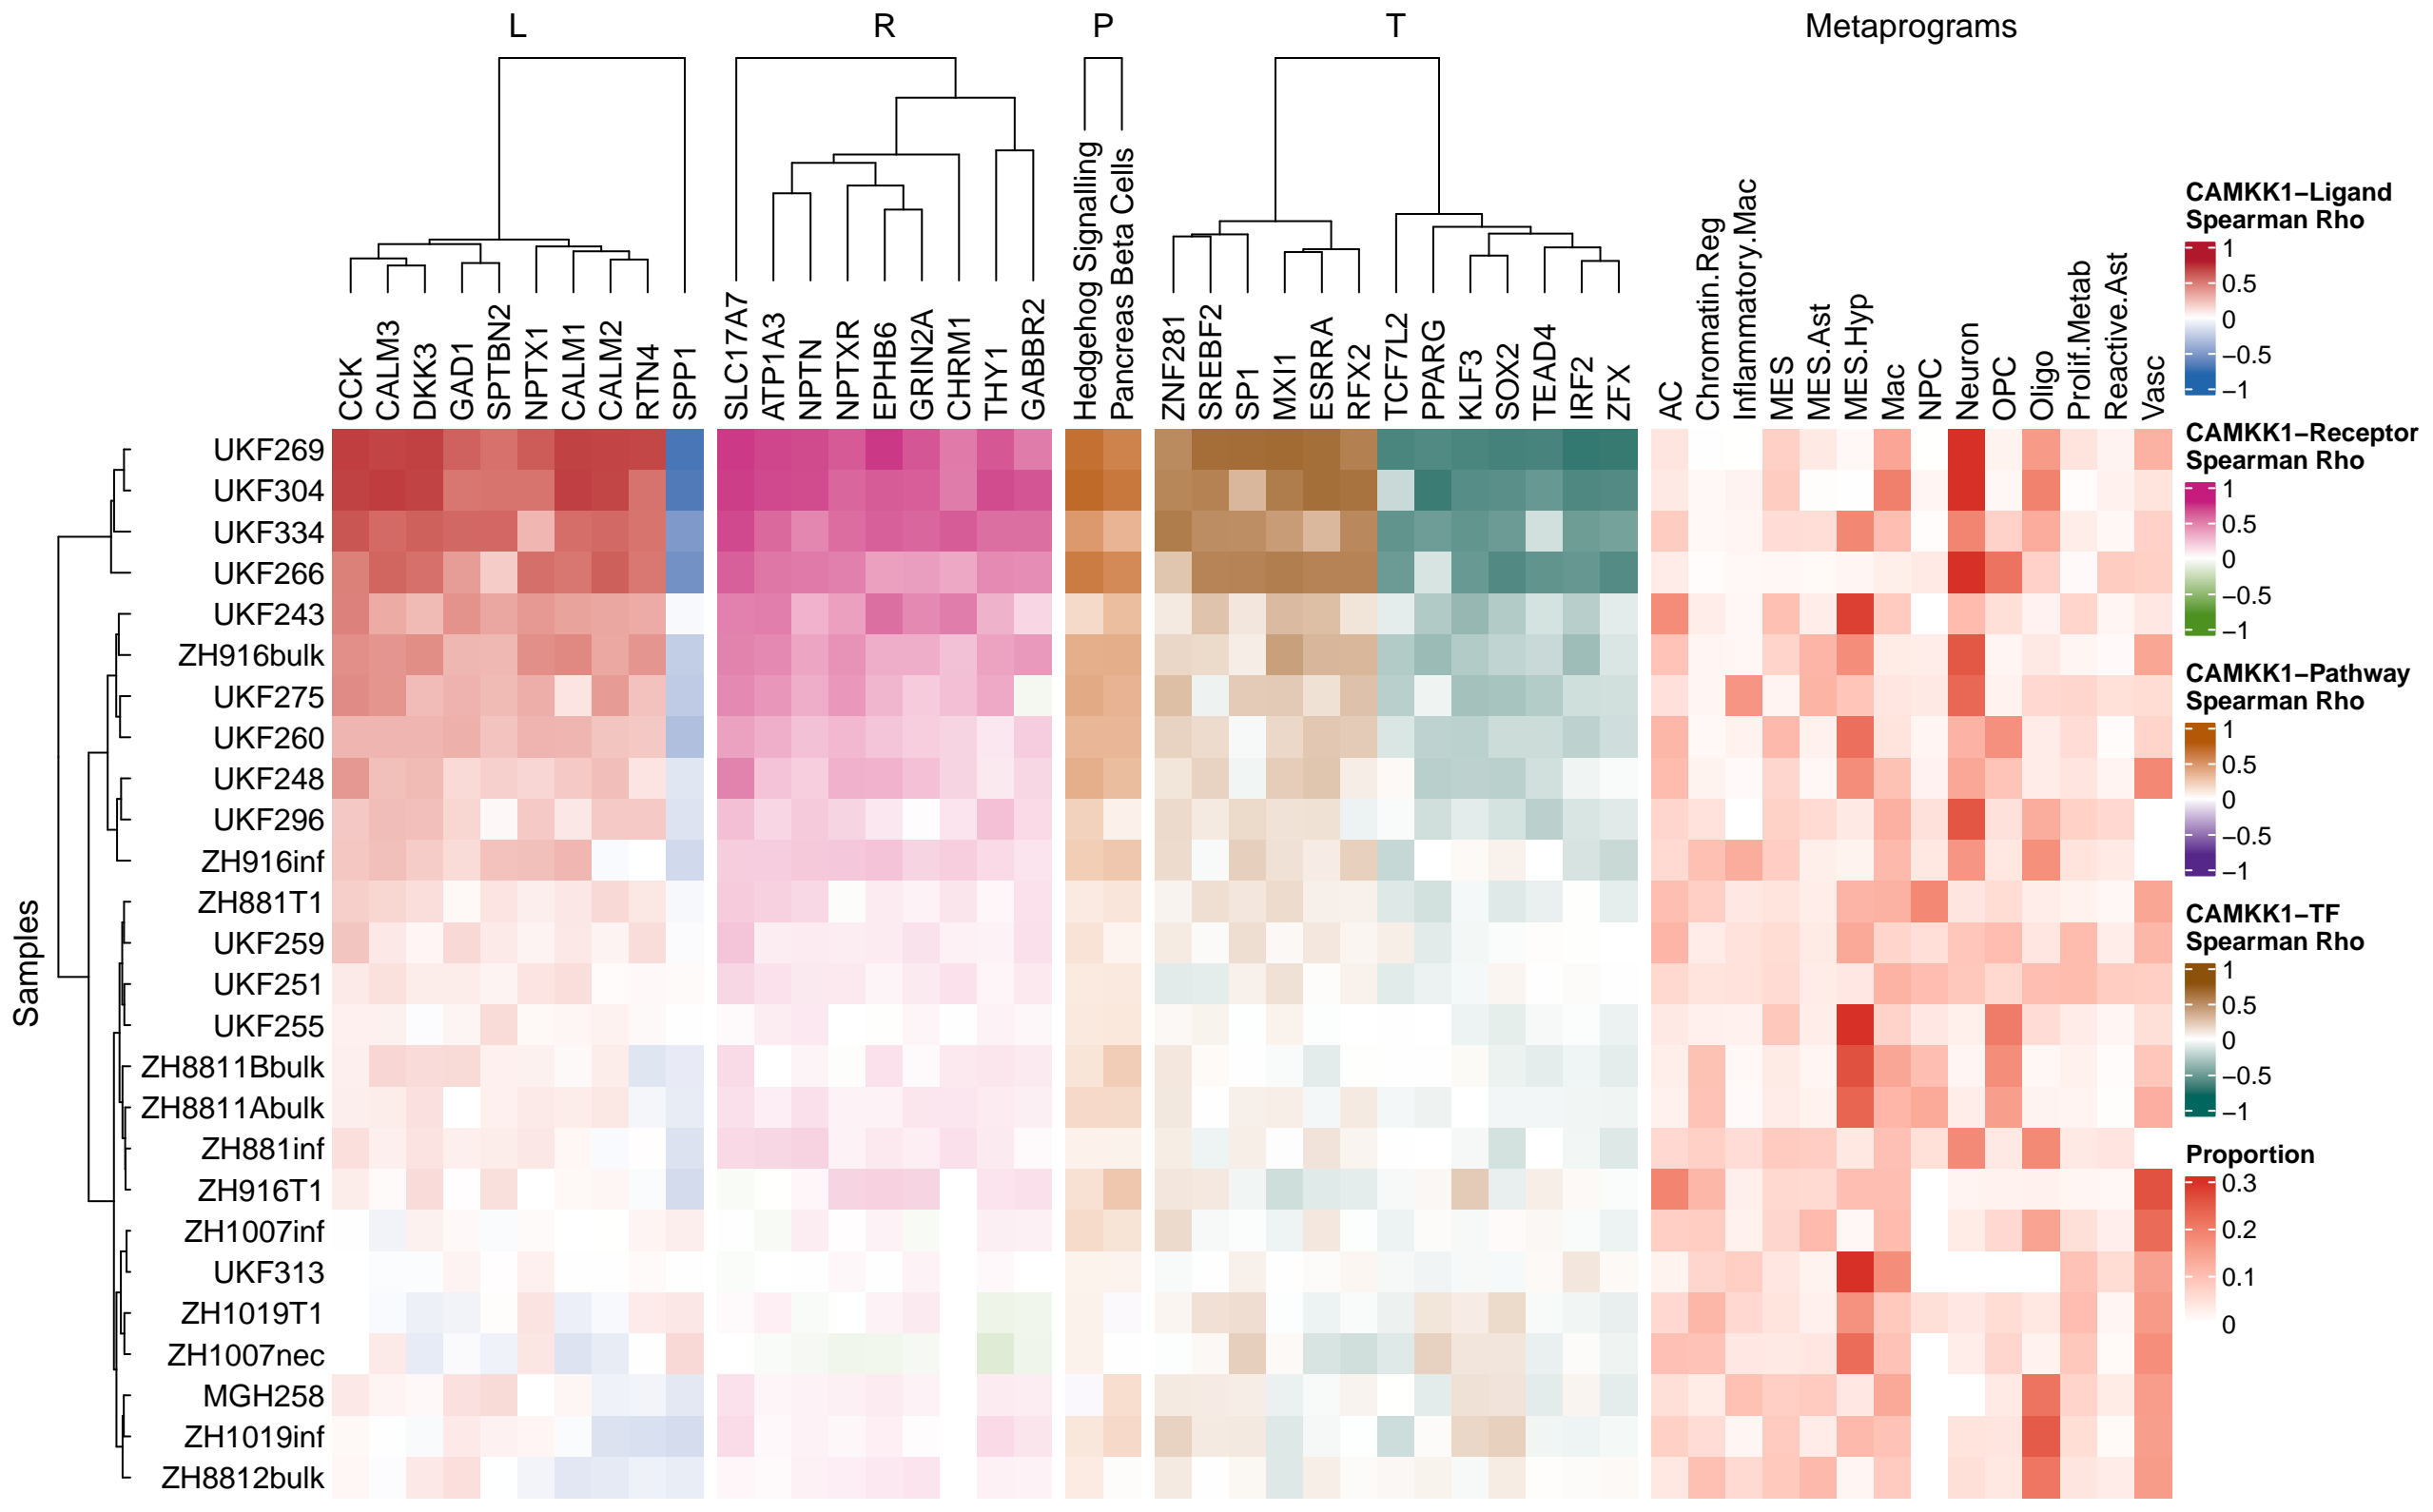 L
R
P
T
Metaprograms
CCK
CALM3
DKK3
GAD1
SPTBN2
NPTX1
CALM1
CALM2
RTN4
SPP1
SLC17A7
ATP1A3
NPTN
NPTXR
EPHB6
GRIN2A
CHRM1
THY1
GABBR2
Hedgehog Signalling
Pancreas Beta Cells
ZNF281
SREBF2
SP1
MXI1
ESRRA
RFX2
TCF7L2
PPARG
KLF3
SOX2
TEAD4
IRF2
ZFX
AC
Chromatin.Reg
Inflammatory.Mac
MES
MES.Ast
MES.Hyp
Mac
NPC
Neuron
OPC
Oligo
Prolif.Metab
Reactive.Ast
Vasc
Samples
UKF269
UKF304
UKF334
UKF266
UKF243
ZH916bulk
UKF275
UKF260
UKF248
UKF296
ZH916inf
ZH881T1
UKF259
UKF251
UKF255
ZH8811Bbulk
ZH8811Abulk
ZH881inf
ZH916T1
ZH1007inf
UKF313
ZH1019T1
ZH1007nec
MGH258
ZH1019inf
ZH8812bulk
CAMKK1−Ligand
Spearman Rho
1
0.5
0
−0.5
−1
CAMKK1−Receptor
Spearman Rho
1
0.5
0
−0.5
−1
CAMKK1−Pathway
Spearman Rho
1
0.5
0
−0.5
−1
CAMKK1−TF
Spearman Rho
1
0.5
0
−0.5
−1
Proportion
0.3
0.2
0.1
0